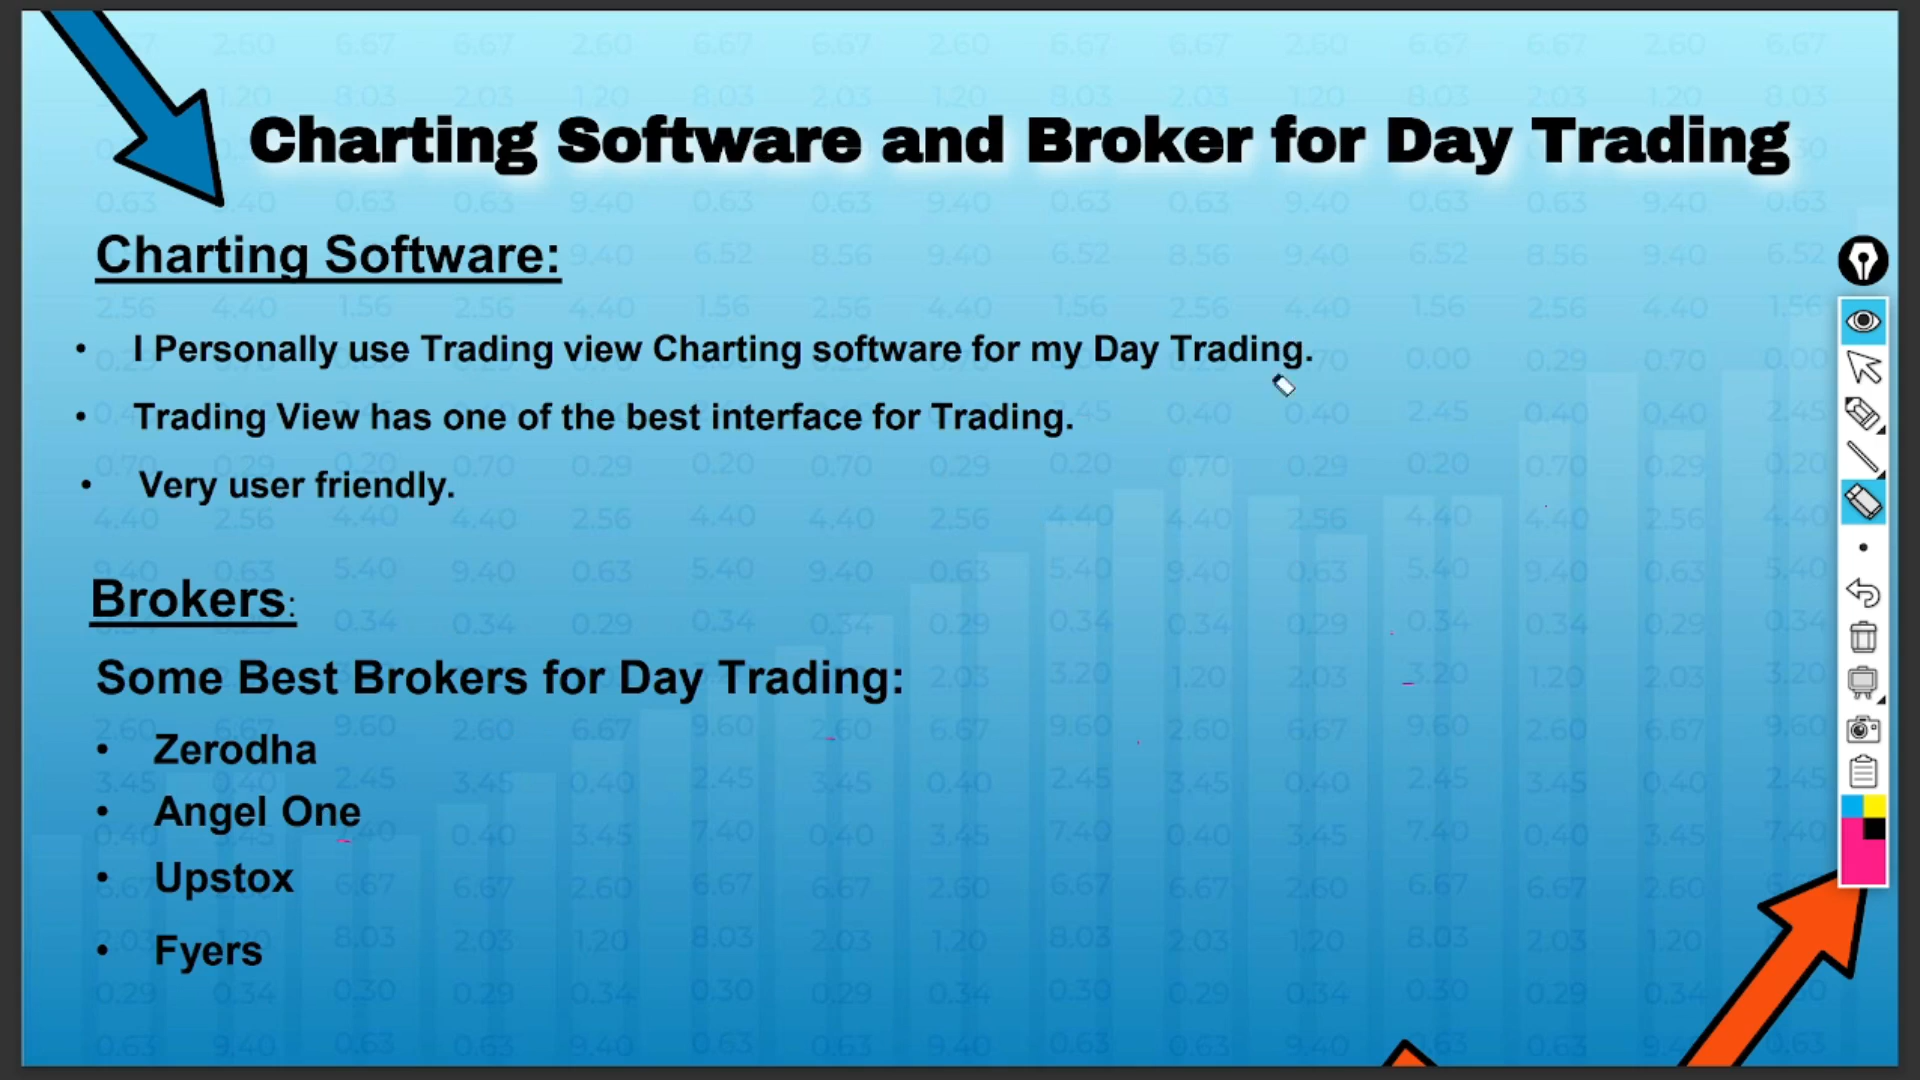 Charting Software and Broker for Day Trading
Charting Software:
• I Personally use Trading view Charting software for my Day Trading.
• Trading View has one of the best interface for Trading.
• Very user friendly.
Brokers:
Some Best Brokers for Day Trading:
• Zerodha
• Angel One
• Upstox
• Fyers